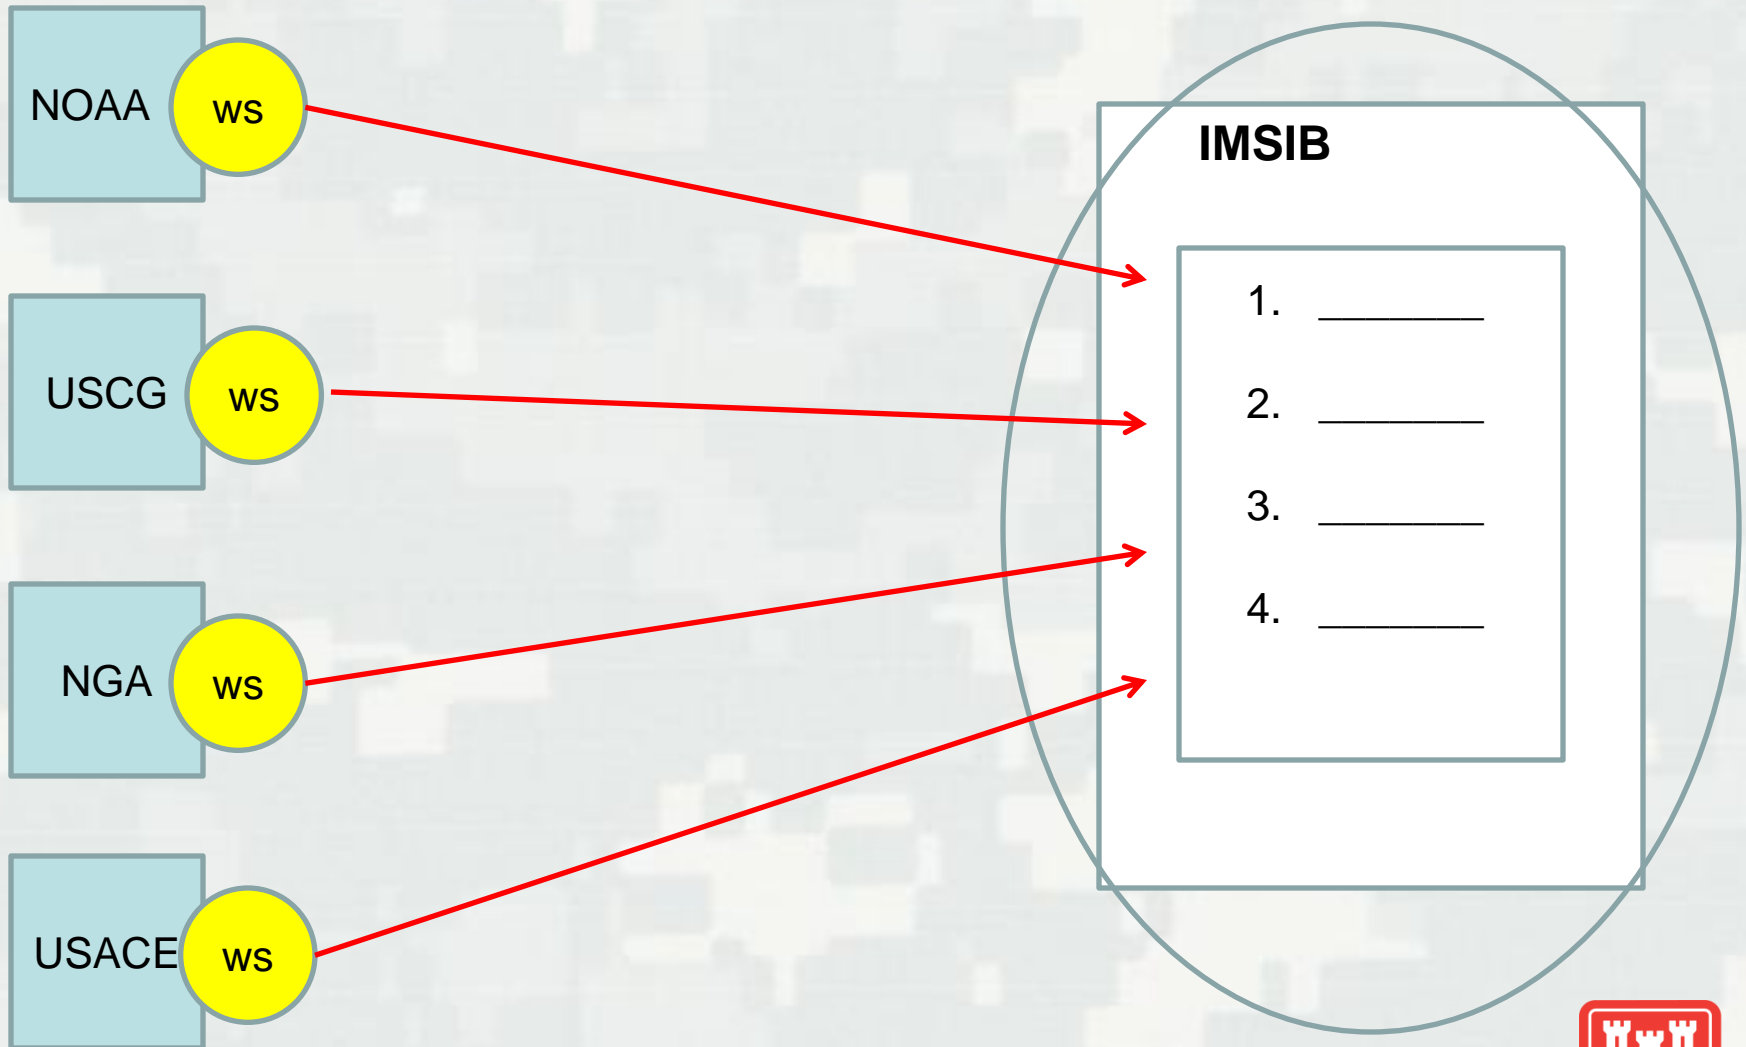 NOAA
ws
USCG
ws
NGA
ws
USACE
ws
IMSIB
1. _______
2. _______
3. _______
4. _______